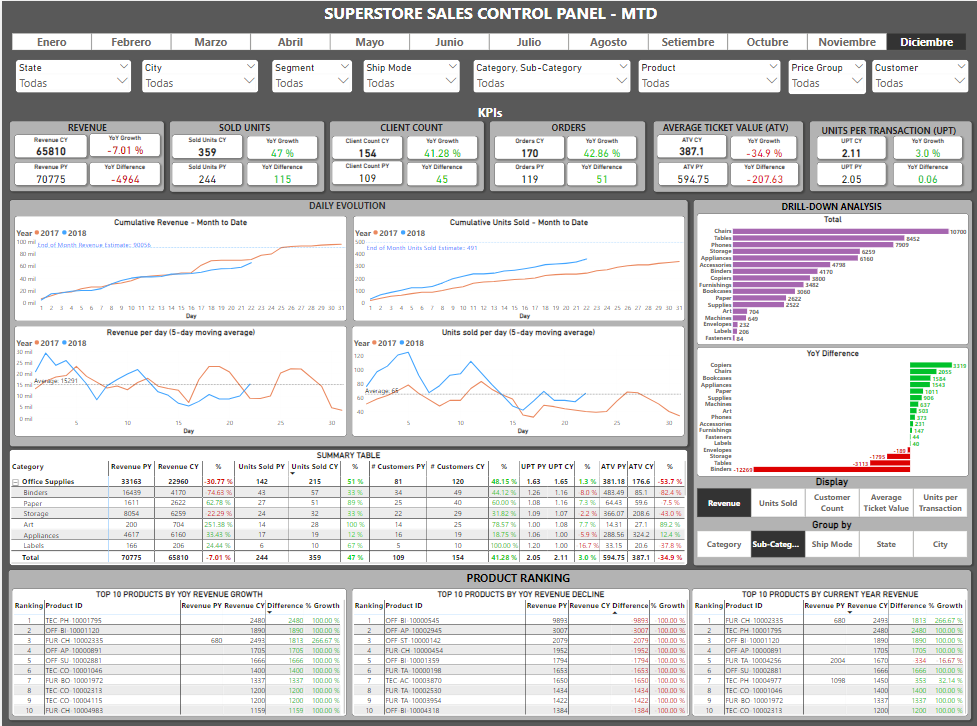 SUPERSTORE SALES CONTROL PANEL - MTD
Enero Febrero Marzo Abril Mayo Junio Julio Agosto Setiembre Octubre Noviembre Diciembre
State City Segment Ship Mode Category, Sub-Category Product Price Group Customer
Todas Todas Todas Todas Todas Todas Todas Todas
KPIs
REVENUE SOLD UNITS CLIENT COUNT ORDERS AVERAGE TICKET VALUE (ATV) UNITS PER TRANSACTION (UPT)
Revenue CY YoY Growth Sold Units CY YoY Growth Client Count CY YoY Growth Orders CY YoY Growth ATV CY YoY Growth UPT CY YoY Growth
65810 -7.01 % 359 47 % 154 41.28 % 170 42.86 % 387.1 -34.9 % 2.11 3.0 %
Revenue PY YoY Difference Sold Units PY YoY Difference Client Count PY YoY Difference Orders PY YoY Difference ATV PY YoY Difference UPT PY YoY Difference
70775 -4964 244 115 109 45 119 51 594.75 -207.63 2.05 0.06
DAILY EVOLUTION
Cumulative Revenue - Month to Date
Year 2017 2018
End of Month Revenue Estimate: 90056
100 mil
80 mil
60 mil
40 mil
20 mil
0 mil
1 2 3 4 5 6 7 8 9 10 11 12 13 14 15 16 17 18 19 20 21 22 23 24 25 26 27 28 29 30 31
Day
Cumulative Units Sold - Month to Date
Year 2017 2018
End of Month Units Sold Estimate: 491
500
400
300
200
100
0
1 2 3 4 5 6 7 8 9 10 11 12 13 14 15 16 17 18 19 20 21 22 23 24 25 26 27 28 29 30 31
Day
Revenue per day (5-day moving average)
Year 2017 2018
30 mil
25 mil
20 mil
Average: 15291
15 mil
10 mil
5 mil
0 mil
5 10 15 20 25 30
Day
Units sold per day (5-day moving average)
Year 2017 2018
120
100
80
Average: 65
60
40
5 10 15 20 25 30
Day
DRILL-DOWN ANALYSIS
Total
Chairs 10700
Tables 8452
Phones 7909
Storage 6259
Appliances 6160
Accessories 4798
Binders 4170
Copiers 3800
Furnishings 3482
Bookcases 3060
Paper 2622
Supplies 2522
Art 704
Machines 649
Envelopes 232
Labels 206
Fasteners 84
YoY Difference
Copiers 3319
Chairs 2055
Bookcases 1584
Appliances 1543
Paper 1011
Supplies 906
Machines 637
Art 503
Phones 373
Accessories 231
Furnishings 147
Fasteners 44
Labels 40
Envelopes -189
Storage -1795
Tables -3113
Binders -12269
Display
Revenue Units Sold Customer Count Average Ticket Value Units per Transaction
Group by
Category Sub-Categ... Ship Mode State City
SUMMARY TABLE
Category Revenue PY Revenue CY % Units Sold PY Units Sold CY % # Customers PY # Customers CY % UPT PY UPT CY % ATV PY ATV CY %
Office Supplies 33163 22960 -30.77 % 142 215 51 % 81 120 48.15 % 1.63 1.65 1.3 % 381.18 176.6 -53.7 %
Binders 16439 4170 -74.63 % 43 57 33 % 34 49 44.12 % 1.26 1.16 -8.0 % 483.49 85.1 -82.4 %
Paper 1611 2622 62.78 % 27 51 89 % 25 40 60.00 % 1.08 1.16 7.5 % 64.43 59.6 -7.5 %
Storage 8054 6259 -22.29 % 24 32 33 % 22 29 31.82 % 1.09 1.07 -2.2 % 366.07 208.6 -43.0 %
Art 200 704 251.38 % 14 28 100 % 14 25 78.57 % 1.00 1.08 7.7 % 14.31 27.1 89.2 %
Appliances 4617 6160 33.43 % 17 19 12 % 16 19 18.75 % 1.06 1.00 -5.9 % 288.56 324.2 12.4 %
Labels 166 206 24.44 % 6 10 67 % 5 10 100.00 % 1.20 1.00 -16.7 % 33.15 20.6 -37.8 %
Total 70775 65810 -7.01 % 244 359 47 % 109 154 41.28 % 2.05 2.11 3.0 % 594.75 387.1 -34.9 %
PRODUCT RANKING
TOP 10 PRODUCTS BY YOY REVENUE GROWTH
Ranking Product ID Revenue PY Revenue CY Difference % Growth
1 TEC-PH-10001795 2480 2480 100.00 %
2 OFF-BI-10001120 1890 1890 100.00 %
3 FUR-CH-10002335 680 2493 1813 266.67 %
4 OFF-AP-10000891 1705 1705 100.00 %
5 OFF-SU-10002881 1666 1666 100.00 %
6 TEC-CO-10001046 1400 1400 100.00 %
7 FUR-BO-10001972 1337 1337 100.00 %
8 TEC-CO-10002313 1200 1200 100.00 %
9 TEC-CO-10004115 1200 1200 100.00 %
10 FUR-CH-10004983 1159 1159 100.00 %
TOP 10 PRODUCTS BY YOY REVENUE DECLINE
Ranking Product ID Revenue PY Revenue CY Difference % Growth
1 OFF-BI-10000545 9893 -9893 -100.00 %
2 OFF-AP-10002945 3007 -3007 -100.00 %
3 OFF-ST-10000142 2079 -2079 -100.00 %
4 FUR-CH-10000454 1952 -1952 -100.00 %
5 OFF-BI-10001359 1794 -1794 -100.00 %
6 FUR-TA-10000198 1653 -1653 -100.00 %
7 TEC-AC-10003870 1650 -1650 -100.00 %
8 FUR-TA-10002530 1434 -1434 -100.00 %
9 FUR-TA-10003954 1422 -1422 -100.00 %
10 OFF-BI-10004318 1384 -1384 -100.00 %
TOP 10 PRODUCTS BY CURRENT YEAR REVENUE
Ranking Product ID Revenue PY Revenue CY Difference % Growth
1 FUR-CH-10002335 680 2493 1813 266.67 %
2 TEC-PH-10001795 2480 2480 100.00 %
3 OFF-BI-10001120 1890 1890 100.00 %
4 OFF-AP-10000891 1705 1705 100.00 %
5 FUR-TA-10004256 2004 1670 -334 -16.67 %
6 OFF-SU-10002881 1666 1666 100.00 %
7 TEC-PH-10004977 1098 1450 353 32.14 %
8 TEC-CO-10001046 1400 1400 100.00 %
9 FUR-BO-10001972 1337 1337 100.00 %
10 TEC-CO-10002313 1200 1200 100.00 %